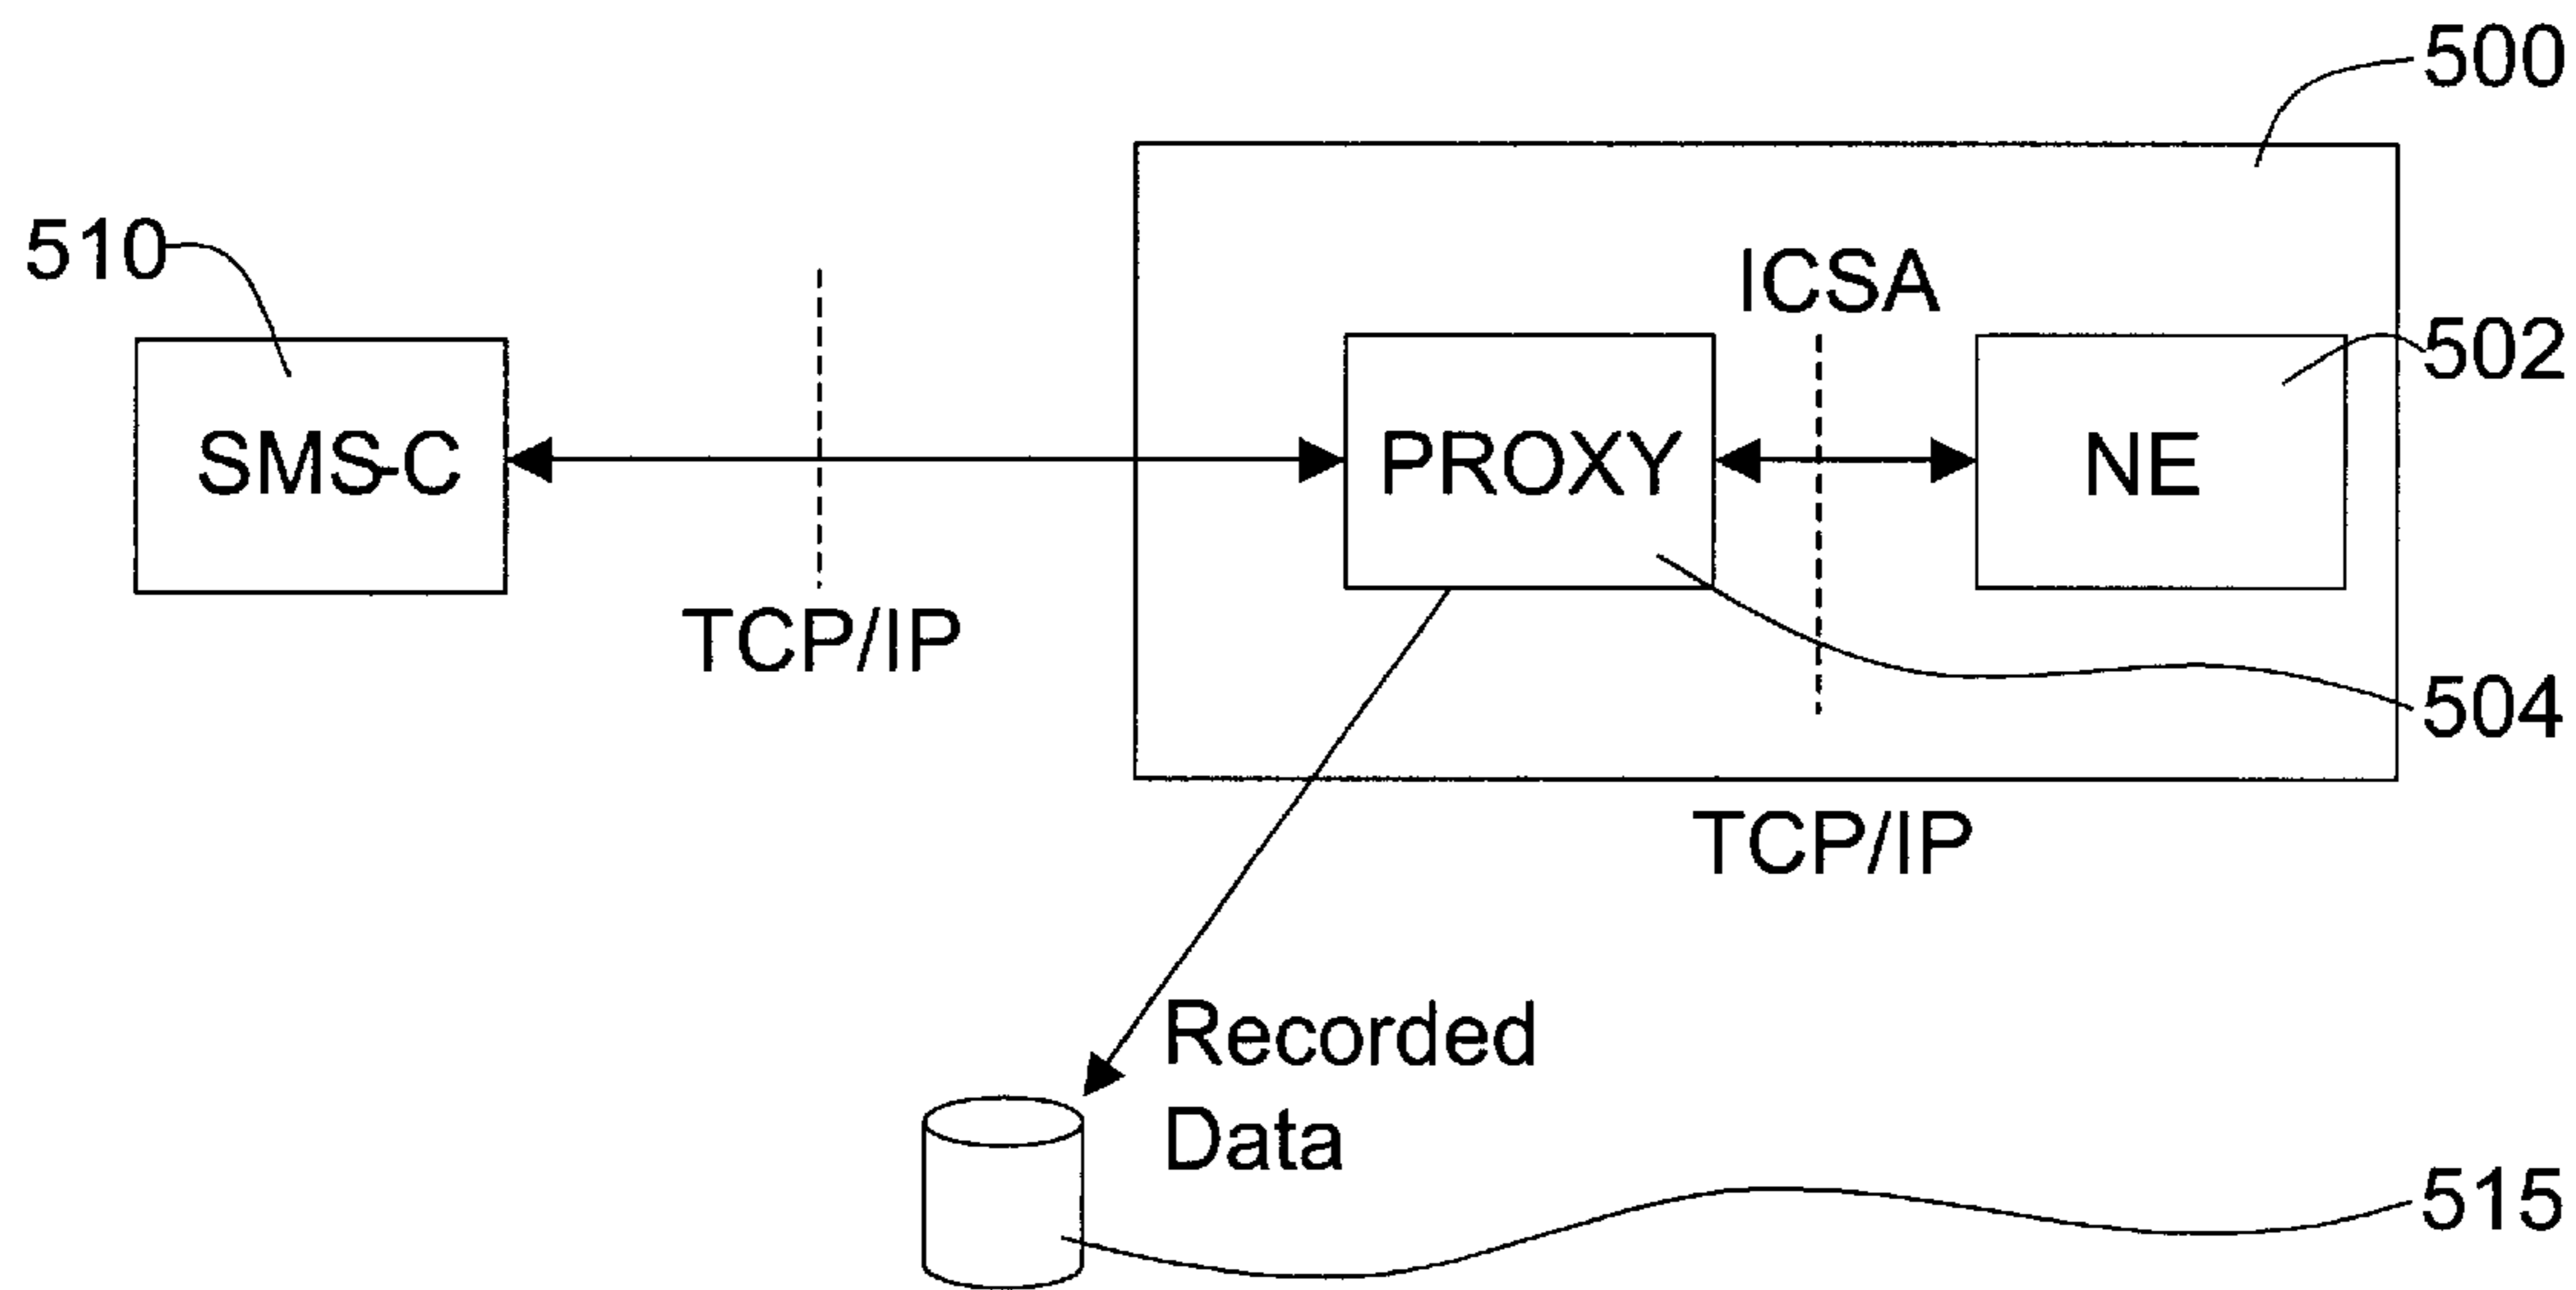 500
510
ICSA
502
SMS-C
PROXY
NE
TCP/IP
504
TCP/IP
Recorded
Data
515